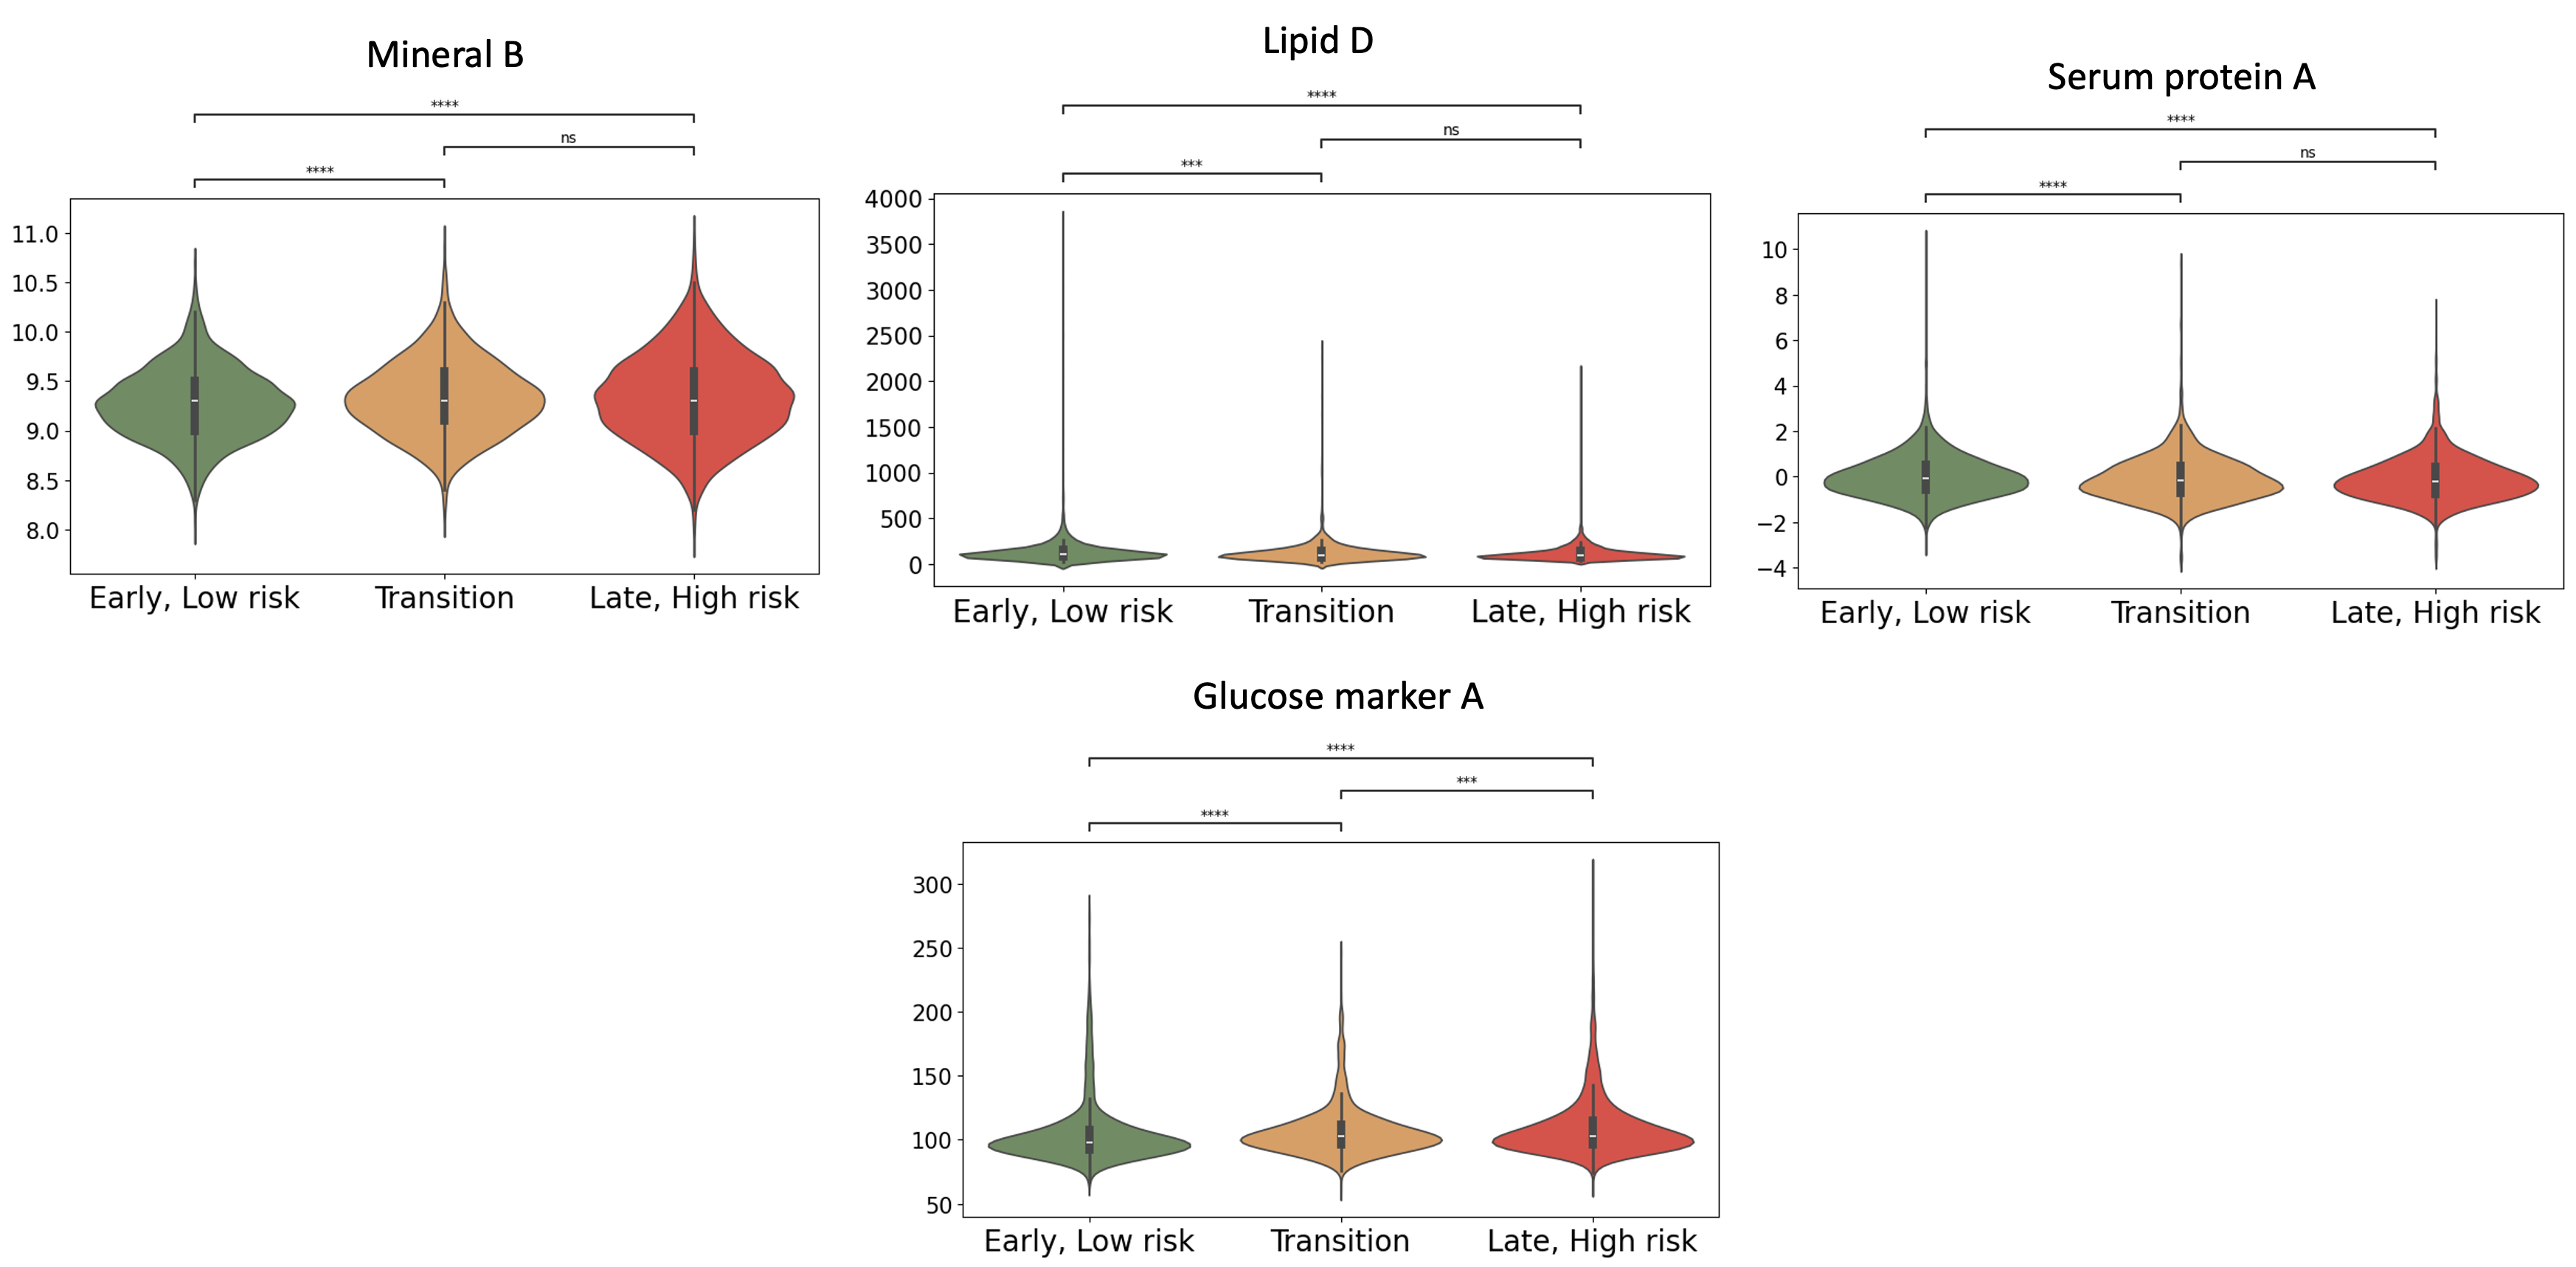 Mineral B
****
ns
****
11.0
10.5
10.0
9.5
9.0
8.5
8.0
Early, Low risk
Transition
Late, High risk
Lipid D
****
ns
***
4000
3500
3000
2500
2000
1500
1000
500
0
Early, Low risk
Transition
Late, High risk
Serum protein A
****
ns
****
10
8
6
4
2
0
−2
−4
Early, Low risk
Transition
Late, High risk
Glucose marker A
****
***
****
300
250
200
150
100
50
Early, Low risk
Transition
Late, High risk